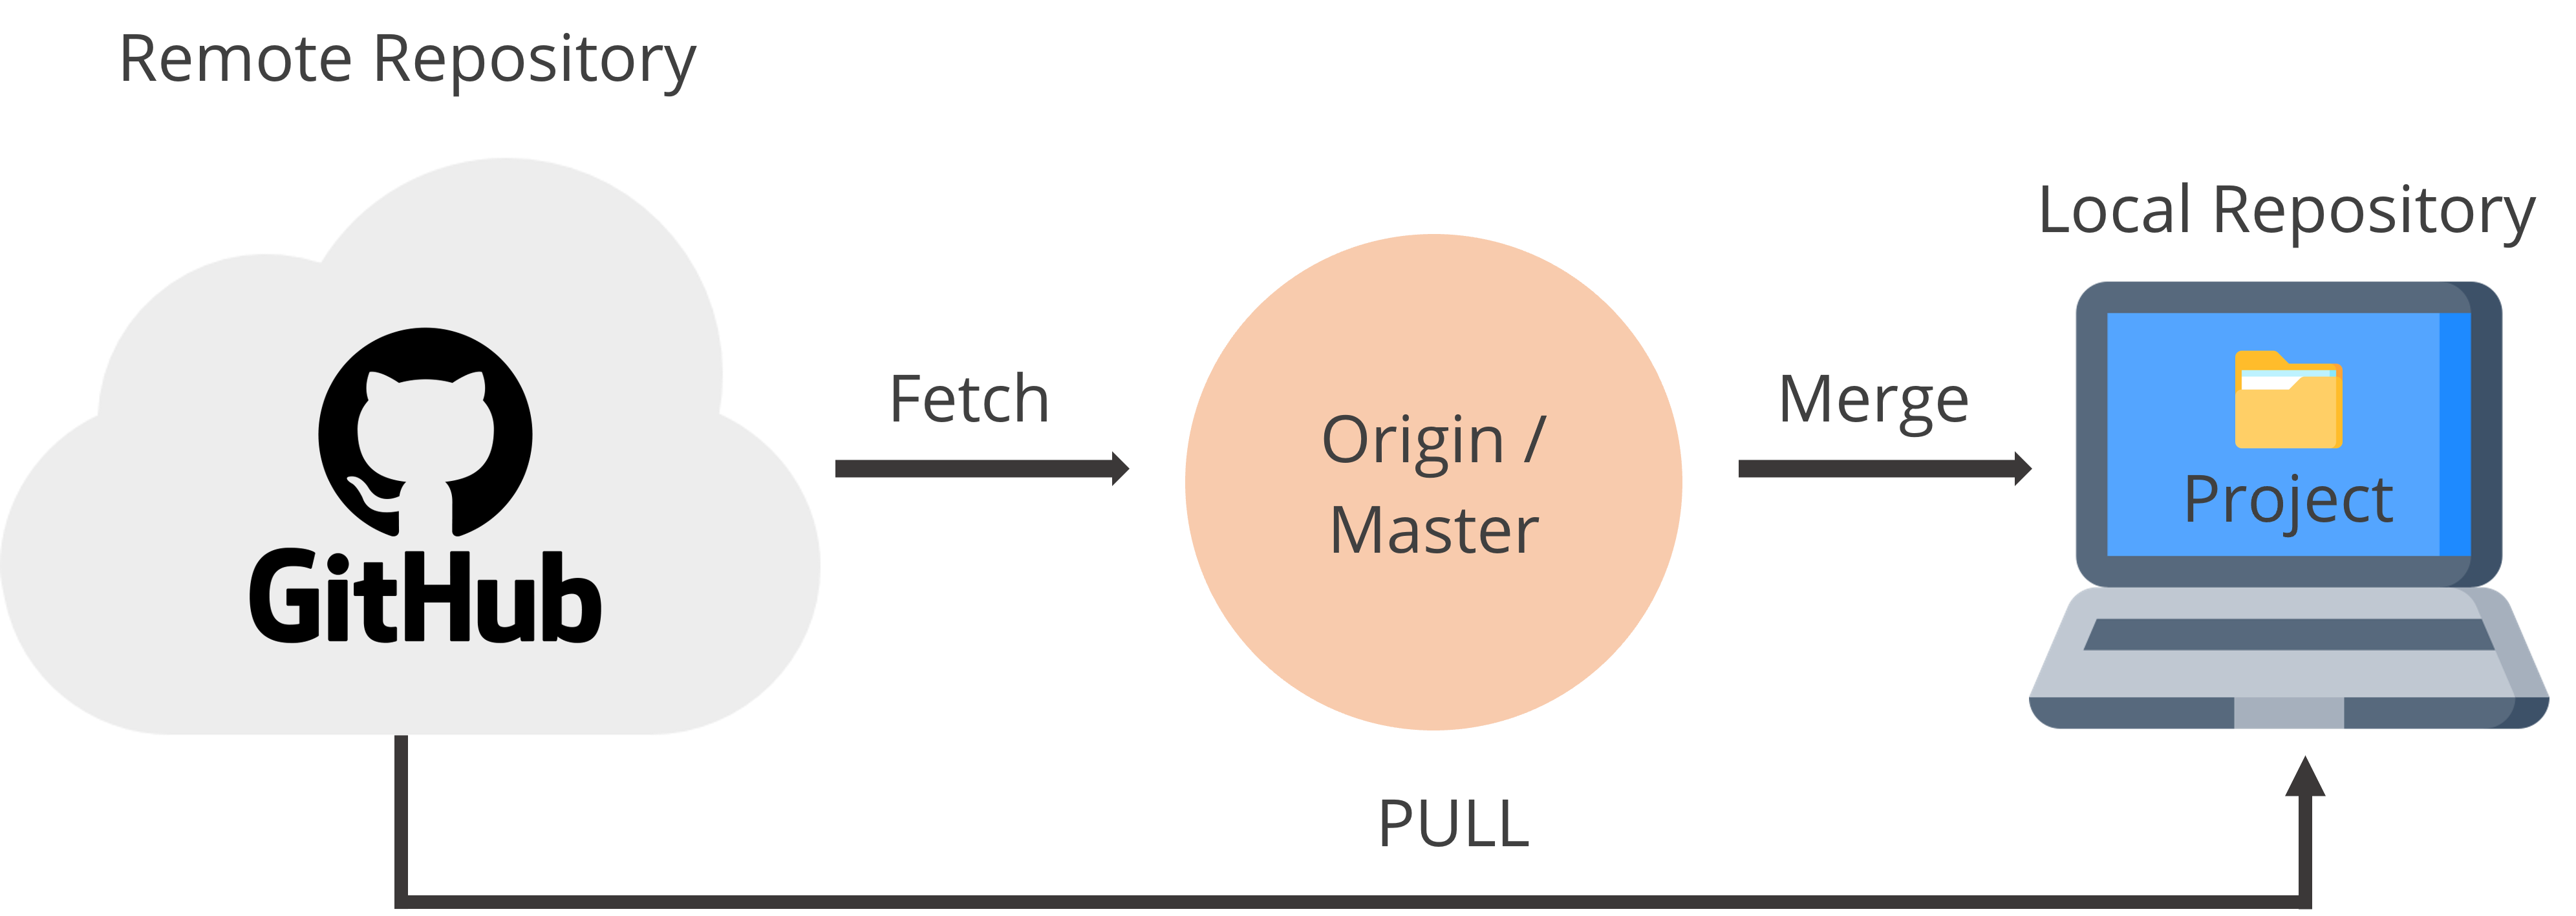 Remote Repository
Local Repository
Fetch
Merge
Origin /
Master
Project
GitHub
PULL